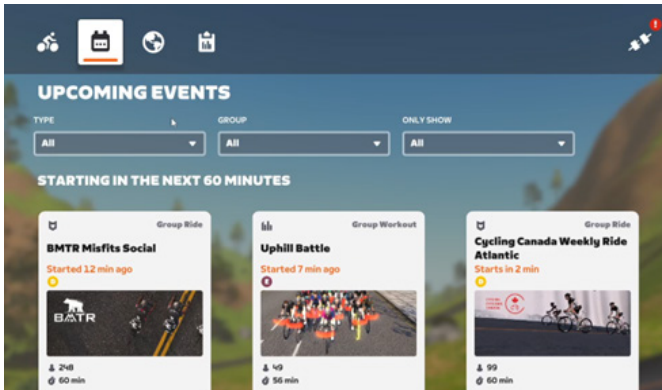 !
UPCOMING EVENTS
TYPE GROUP ONLY SHOW
All All All
STARTING IN THE NEXT 60 MINUTES
Group Ride
BMTR Misfits Social
Started 12 min ago
D
BMTR
248
60 min
Group Workout
Uphill Battle
Started 7 min ago
E
49
56 min
Group Ride
Cycling Canada Weekly Ride
Atlantic
Starts in 2 min
D
99
60 min